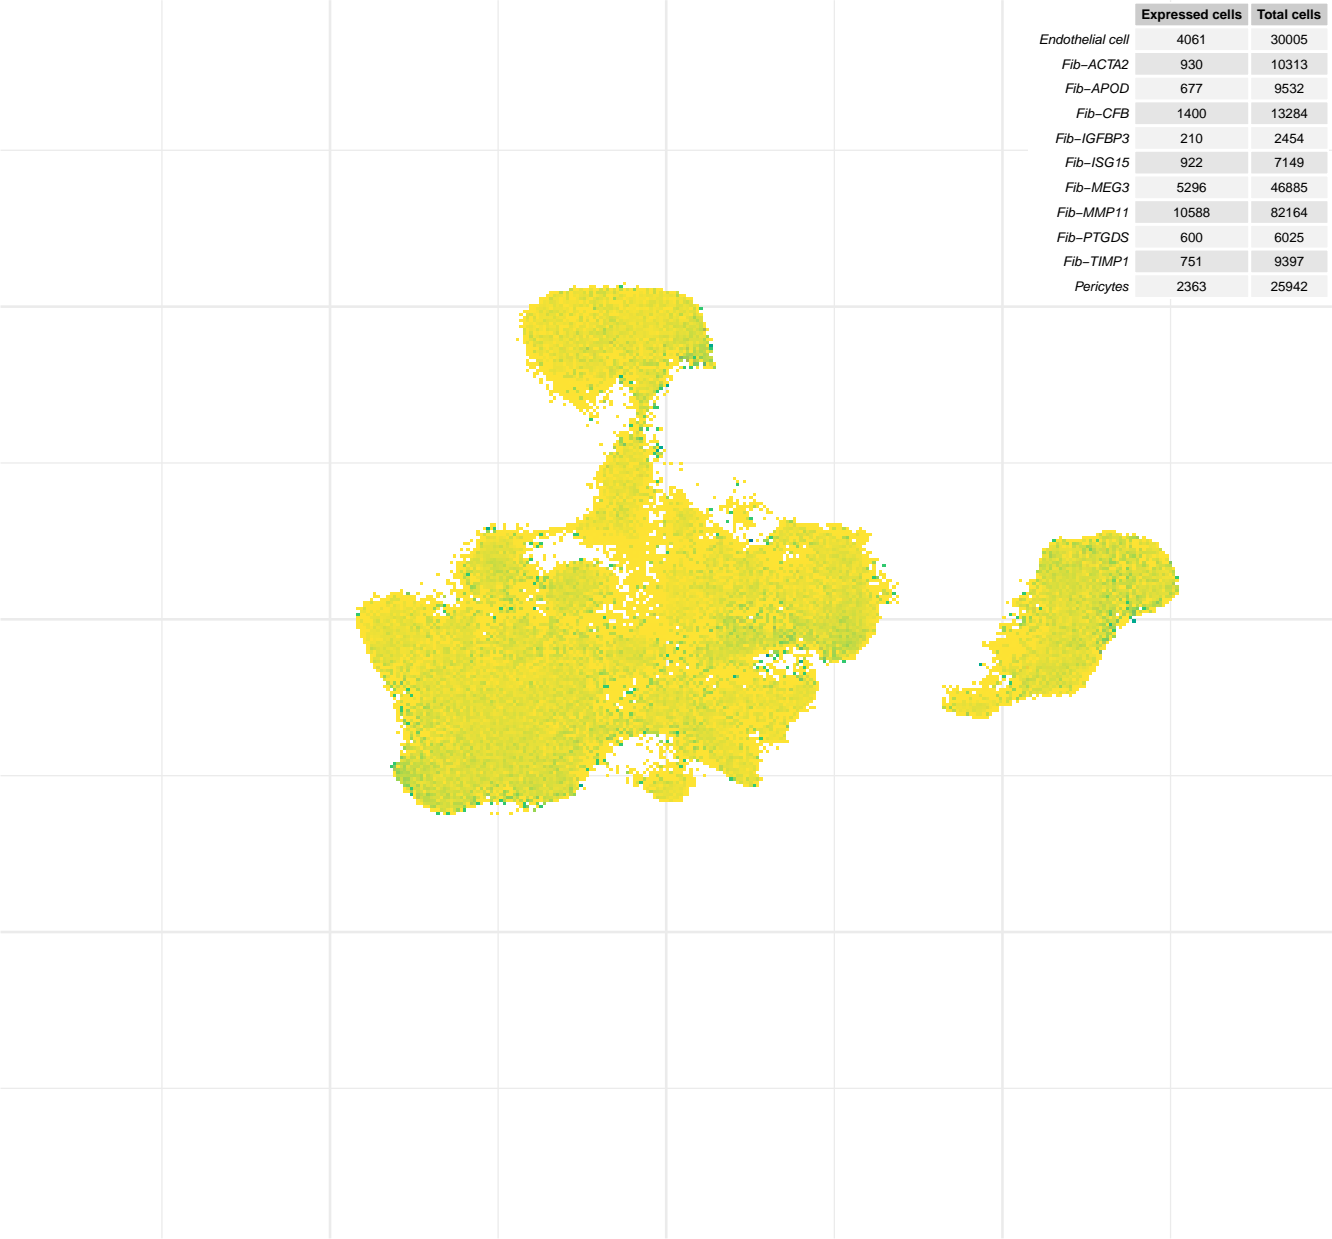 Expressed cells Total cells
Endothelial cell 4061 30005
Fib−ACTA2 930 10313
Fib−APOD 677 9532
Fib−CFB 1400 13284
Fib−IGFBP3 210 2454
Fib−ISG15 922 7149
Fib−MEG3 5296 46885
Fib−MMP11 10588 82164
Fib−PTGDS 600 6025
Fib−TIMP1 751 9397
Pericytes 2363 25942